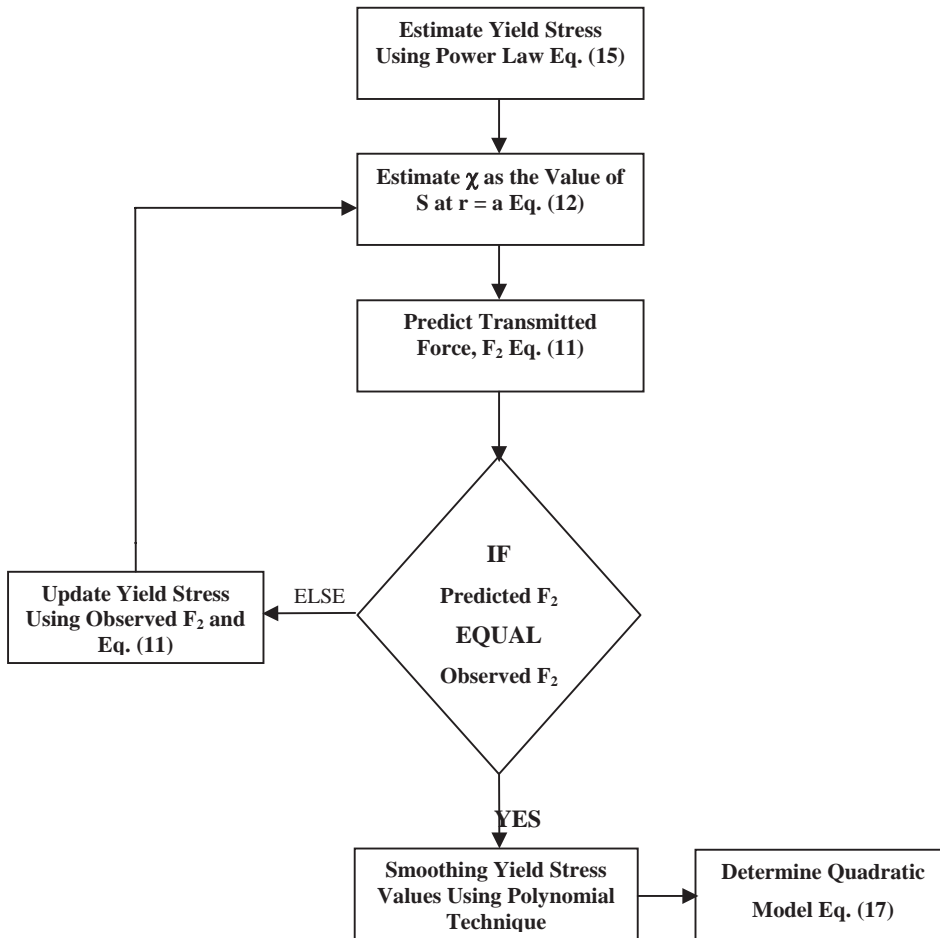 Estimate Yield Stress
Using Power Law Eq. (15)
Estimate χ as the Value of
S at r = a Eq. (12)
Predict Transmitted
Force, F₂ Eq. (11)
IF
Predicted F₂
EQUAL
Observed F₂
ELSE
Update Yield Stress
Using Observed F₂ and
Eq. (11)
YES
Smoothing Yield Stress
Values Using Polynomial
Technique
Determine Quadratic
Model Eq. (17)